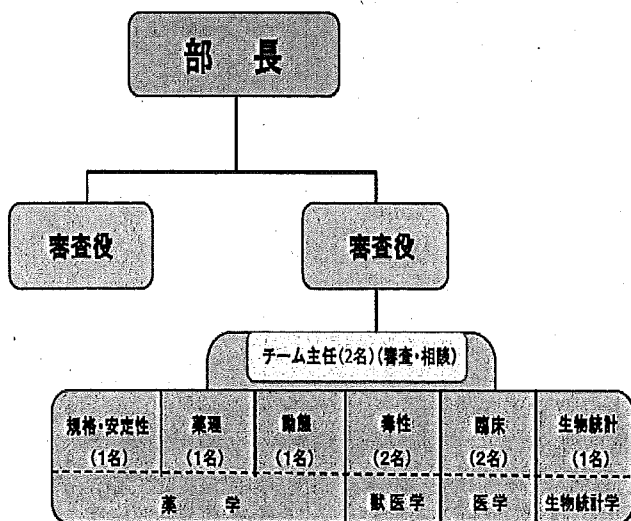 部 長
審査役
審査役
チーム主任(2名)(審査・相談)
規格・安定性 薬理 動態 毒性 臨床 生物統計
(1名) (1名) (1名) (2名) (2名) (1名)
薬 学 獣医学 医学 生物統計学